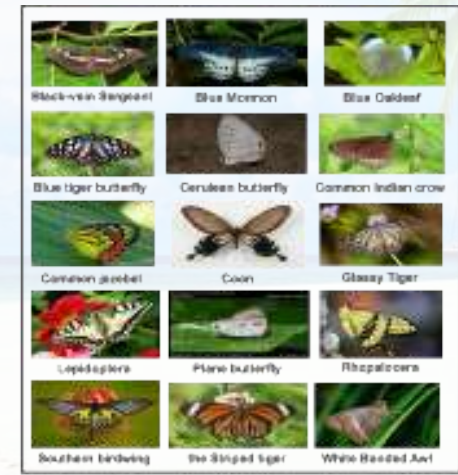 Black-vein Sergeant
Blue Mormon
Blue Oakleaf
Blue tiger butterfly
Cerulean butterfly
Common Indian crow
Common jezebel
Coon
Glassy Tiger
Lepidoptera
Plane butterfly
Rhopalocera
Southern birdwing
the Striped tiger
White Banded Awl